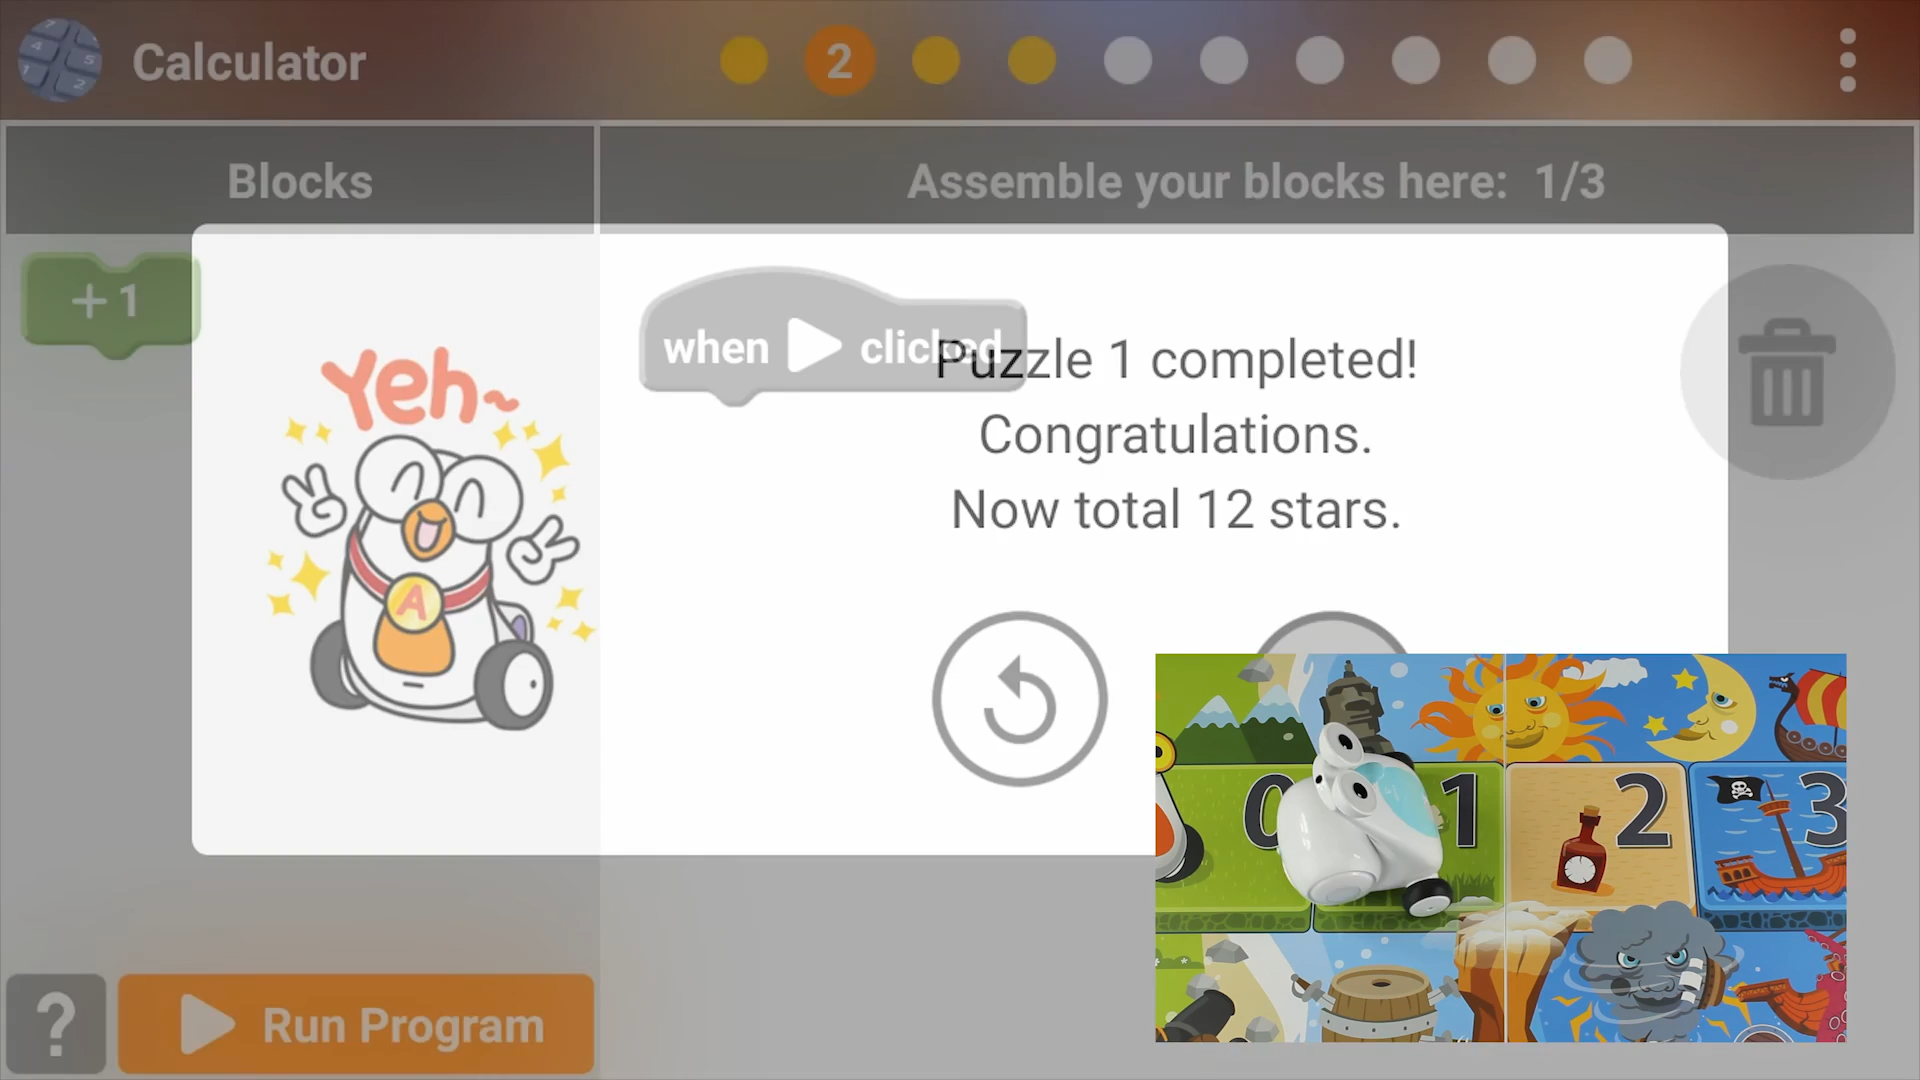 Calculator
2
Blocks
Assemble your blocks here: 1/3
+ 1
when clicked
Puzzle 1 completed!
Congratulations.
Now total 12 stars.
Yeh~
A
0 1 2 3
? Run Program